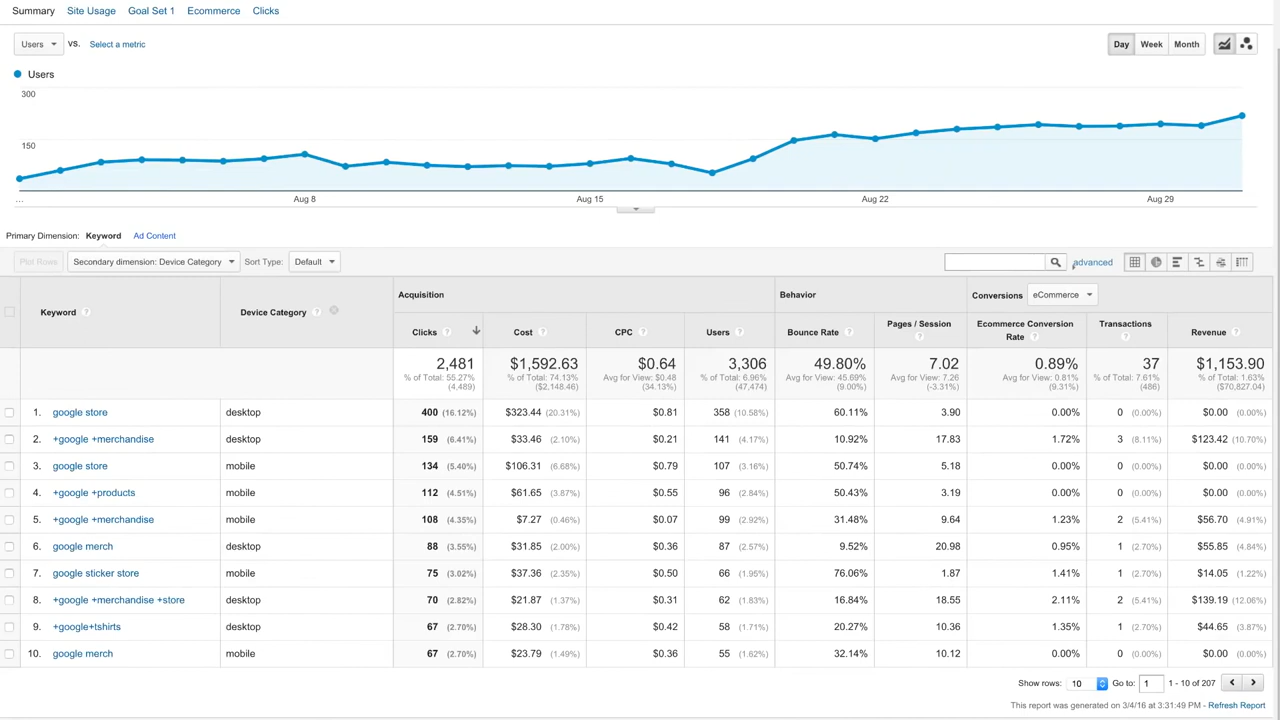 Summary Site Usage Goal Set 1 Ecommerce Clicks
Users vs. Select a metric Day Week Month
Users
300
150
... Aug 8 Aug 15 Aug 22 Aug 29
Primary Dimension: Keyword Ad Content
Plot Rows Secondary dimension: Device Category Sort Type: Default advanced
Acquisition Behavior Conversions eCommerce
Keyword ? Device Category ? Clicks ? Cost ? CPC ? Users ? Bounce Rate ? Pages / Session ? Ecommerce Conversion Rate ? Transactions ? Revenue ?
2,481 $1,592.63 $0.64 3,306 49.80% 7.02 0.89% 37 $1,153.90
% of Total: 55.27% % of Total: 74.13% Avg for View: $0.48 % of Total: 6.96% Avg for View: 45.69% Avg for View: 7.26 Avg for View: 0.81% % of Total: 7.61% % of Total: 1.63%
(4,489) ($2,148.46) (34.13%) (47,474) (9.00%) (-3.31%) (9.31%) (486) ($70,827.04)
1. google store desktop 400 (16.12%) $323.44 (20.31%) $0.81 358 (10.58%) 60.11% 3.90 0.00% 0 (0.00%) $0.00 (0.00%)
2. +google +merchandise desktop 159 (6.41%) $33.46 (2.10%) $0.21 141 (4.17%) 10.92% 17.83 1.72% 3 (8.11%) $123.42 (10.70%)
3. google store mobile 134 (5.40%) $106.31 (6.68%) $0.79 107 (3.16%) 50.74% 5.18 0.00% 0 (0.00%) $0.00 (0.00%)
4. +google +products mobile 112 (4.51%) $61.65 (3.87%) $0.55 96 (2.84%) 50.43% 3.19 0.00% 0 (0.00%) $0.00 (0.00%)
5. +google +merchandise mobile 108 (4.35%) $7.27 (0.46%) $0.07 99 (2.92%) 31.48% 9.64 1.23% 2 (5.41%) $56.70 (4.91%)
6. google merch desktop 88 (3.55%) $31.85 (2.00%) $0.36 87 (2.57%) 9.52% 20.98 0.95% 1 (2.70%) $55.85 (4.84%)
7. google sticker store mobile 75 (3.02%) $37.36 (2.35%) $0.50 66 (1.95%) 76.06% 1.87 1.41% 1 (2.70%) $14.05 (1.22%)
8. +google +merchandise +store desktop 70 (2.82%) $21.87 (1.37%) $0.31 62 (1.83%) 16.84% 18.55 2.11% 2 (5.41%) $139.19 (12.06%)
9. +google+tshirts desktop 67 (2.70%) $28.30 (1.78%) $0.42 58 (1.71%) 20.27% 10.36 1.35% 1 (2.70%) $44.65 (3.87%)
10. google merch mobile 67 (2.70%) $23.79 (1.49%) $0.36 55 (1.62%) 32.14% 10.12 0.00% 0 (0.00%) $0.00 (0.00%)
Show rows: 10 Go to: 1 1 - 10 of 207
This report was generated on 3/4/16 at 3:31:49 PM - Refresh Report